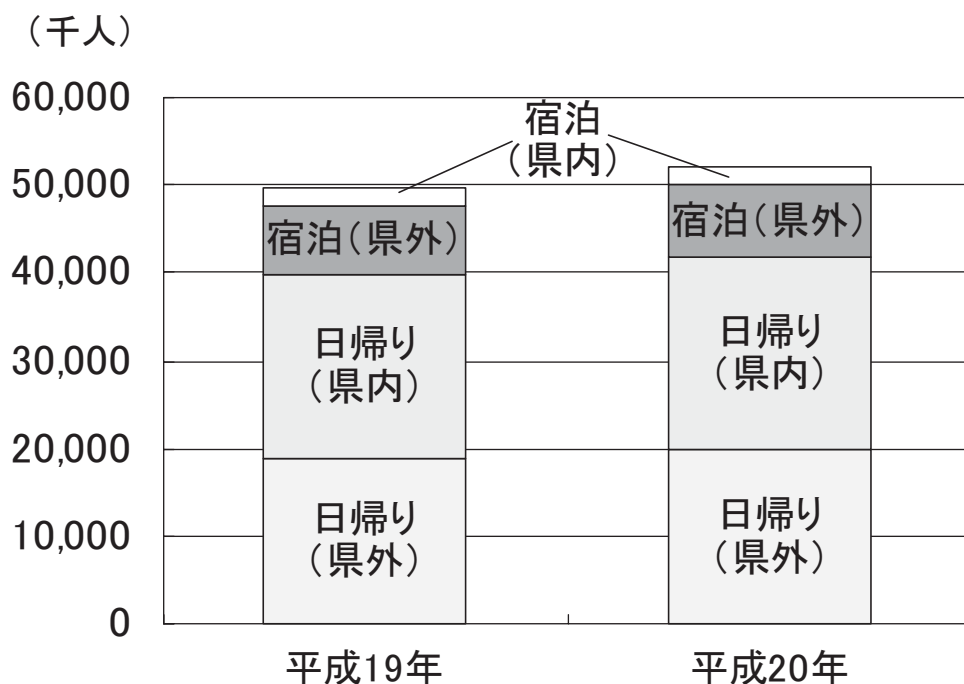 （千人）
60,000
50,000
40,000
30,000
20,000
10,000
0
宿泊
（県内）
宿泊（県外）
日帰り
（県内）
日帰り
（県外）
宿泊（県外）
日帰り
（県内）
日帰り
（県外）
平成19年
平成20年